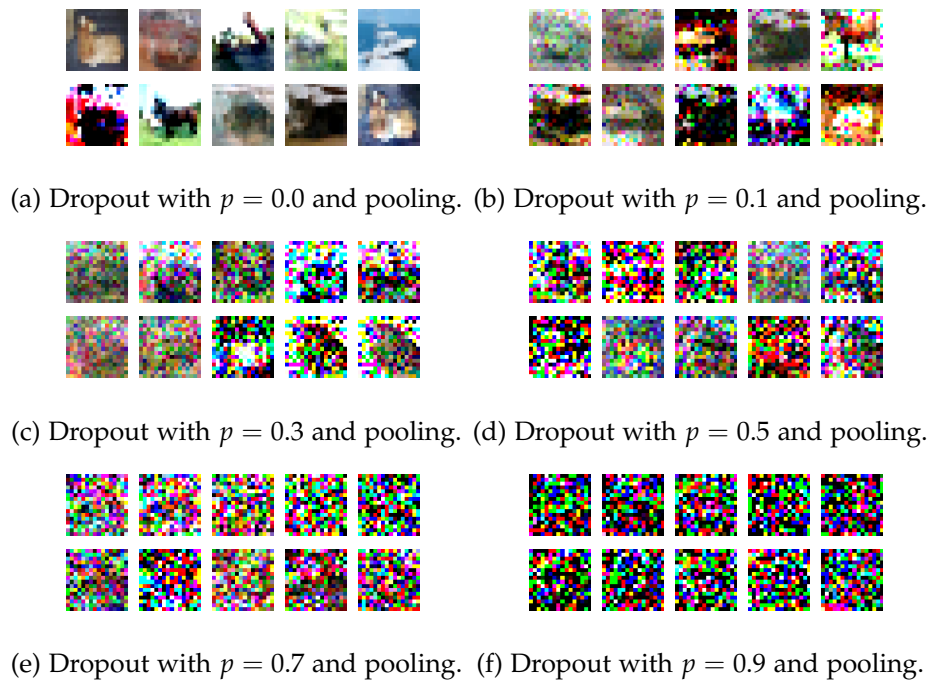 (a) Dropout with p = 0.0 and pooling. (b) Dropout with p = 0.1 and pooling.
(c) Dropout with p = 0.3 and pooling. (d) Dropout with p = 0.5 and pooling.
(e) Dropout with p = 0.7 and pooling. (f) Dropout with p = 0.9 and pooling.